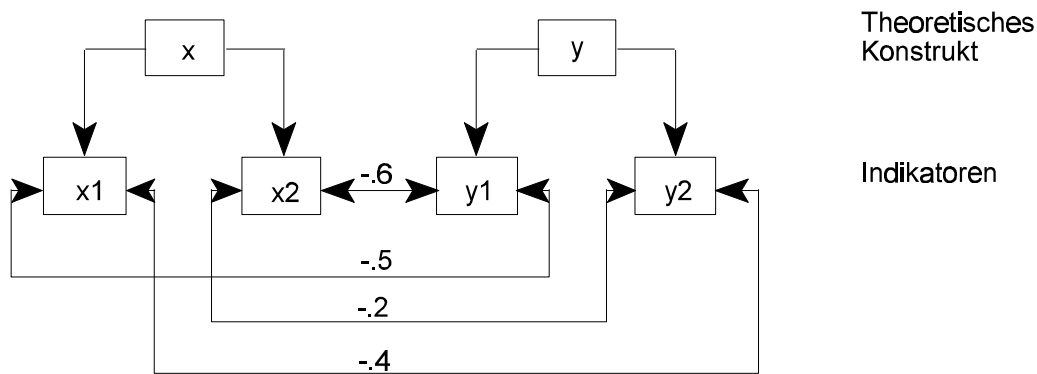 x
y
Theoretisches
Konstrukt
x1
x2
-.6
y1
y2
Indikatoren
-.5
-.2
-.4